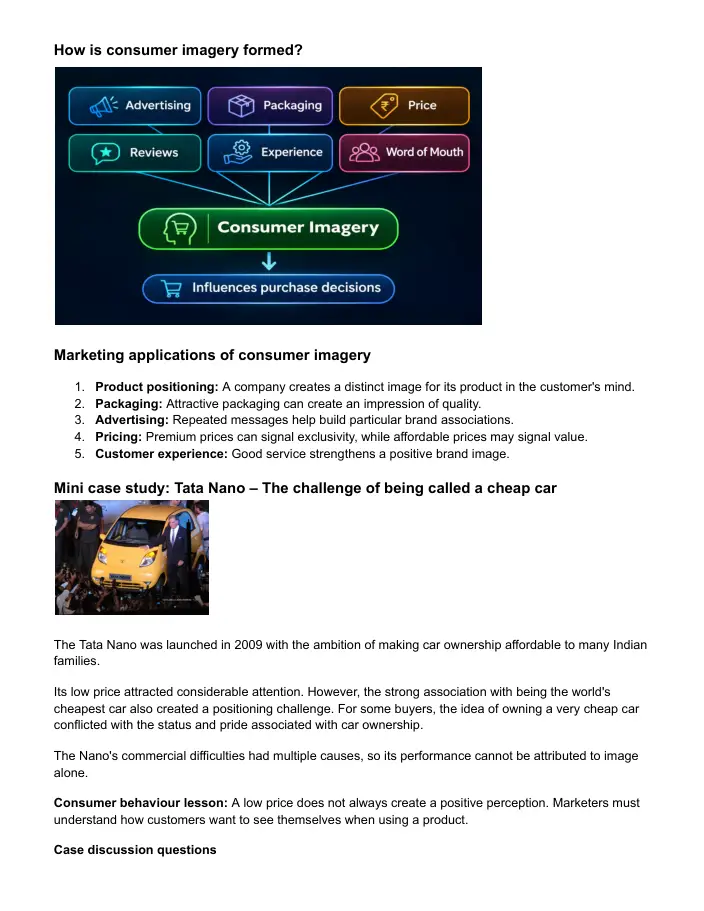 How is consumer imagery formed?
Advertising
Packaging
Price
Reviews
Experience
Word of Mouth
Consumer Imagery
Influences purchase decisions
Marketing applications of consumer imagery
1. Product positioning: A company creates a distinct image for its product in the customer's mind.
2. Packaging: Attractive packaging can create an impression of quality.
3. Advertising: Repeated messages help build particular brand associations.
4. Pricing: Premium prices can signal exclusivity, while affordable prices may signal value.
5. Customer experience: Good service strengthens a positive brand image.
Mini case study: Tata Nano – The challenge of being called a cheap car
The Tata Nano was launched in 2009 with the ambition of making car ownership affordable to many Indian
families.
Its low price attracted considerable attention. However, the strong association with being the world's
cheapest car also created a positioning challenge. For some buyers, the idea of owning a very cheap car
conflicted with the status and pride associated with car ownership.
The Nano's commercial difficulties had multiple causes, so its performance cannot be attributed to image
alone.
Consumer behaviour lesson: A low price does not always create a positive perception. Marketers must
understand how customers want to see themselves when using a product.
Case discussion questions